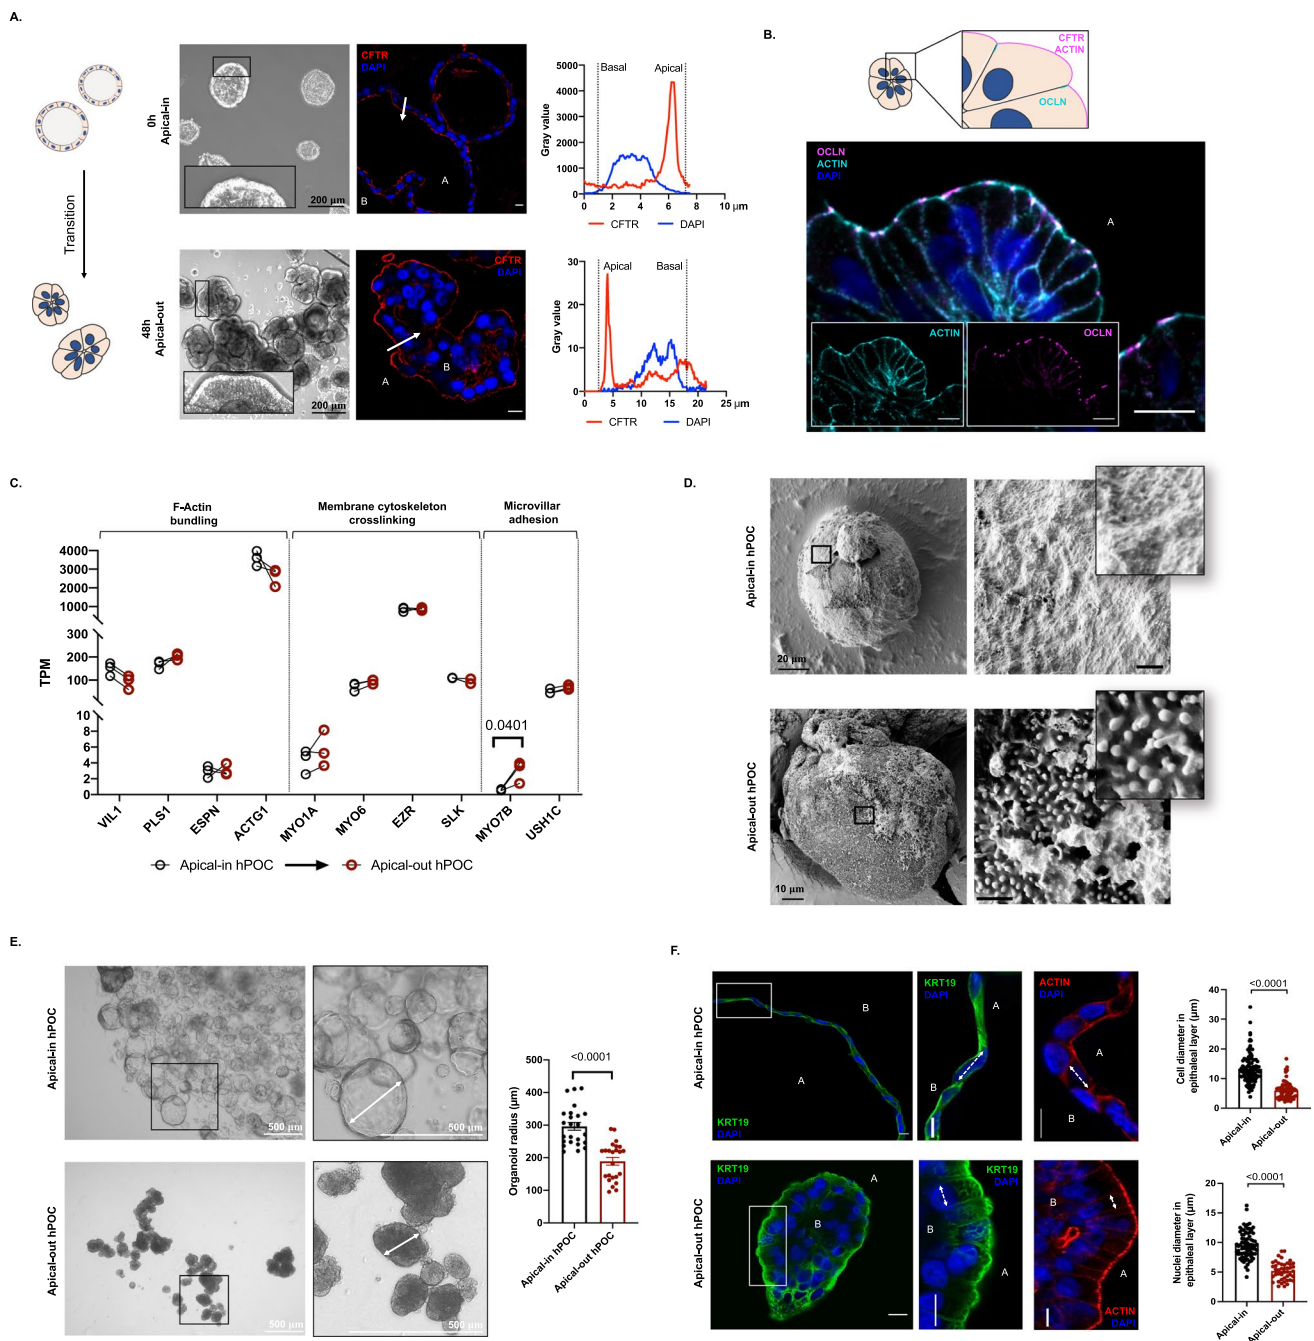 A.
0h
Apical-in
200 µm
CFTR
DAPI
A
B
Basal
Apical
Gray value
5000
4000
3000
2000
1000
0
0
2
4
6
8
10 µm
CFTR
DAPI
Transition
48h
Apical-out
200 µm
CFTR
DAPI
A
B
Apical
Basal
Gray value
30
20
10
0
0
5
10
15
20
25 µm
CFTR
DAPI
B.
CFTR
ACTIN
OCLN
OCLN
ACTIN
DAPI
A
ACTIN
OCLN
C.
F-Actin
bundling
Membrane cytoskeleton
crosslinking
Microvillar
adhesion
TPM
4000
3000
2000
1000
300
200
100
8
6
4
2
0
0.0401
VIL1
PLS1
ESPN
ACTG1
MYO1A
MYO6
EZR
SLK
MYO7B
USH1C
Apical-in hPOC
Apical-out hPOC
D.
Apical-in hPOC
20 µm
Apical-out hPOC
10 µm
E.
Apical-in hPOC
500 µm
500 µm
Apical-out hPOC
500 µm
500 µm
Organoid radius (µm)
500
400
300
200
100
0
<0.0001
Apical-in hPOC
Apical-out hPOC
F.
Apical-in hPOC
B
A
KRT19
DAPI
KRT19
DAPI
A
B
ACTIN
DAPI
A
B
Cell diameter in
epithaleal layer (µm)
40
30
20
10
0
<0.0001
Apical-in
Apical-out
Apical-out hPOC
KRT19
DAPI
A
B
KRT19
DAPI
B
A
B
A
ACTIN
DAPI
Nuclei diameter in
epithaleal layer (µm)
20
15
10
5
0
<0.0001
Apical-in
Apical-out